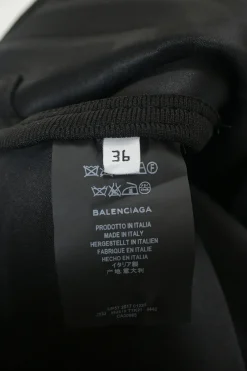 36
BALENCIAGA
PRODOTTO IN ITALIA
MADE IN ITALY
HERGESTELLT IN ITALIEN
FABRIQUE EN ITALIE
HECHO EN ITALIA
イタリア製
产地:意大利